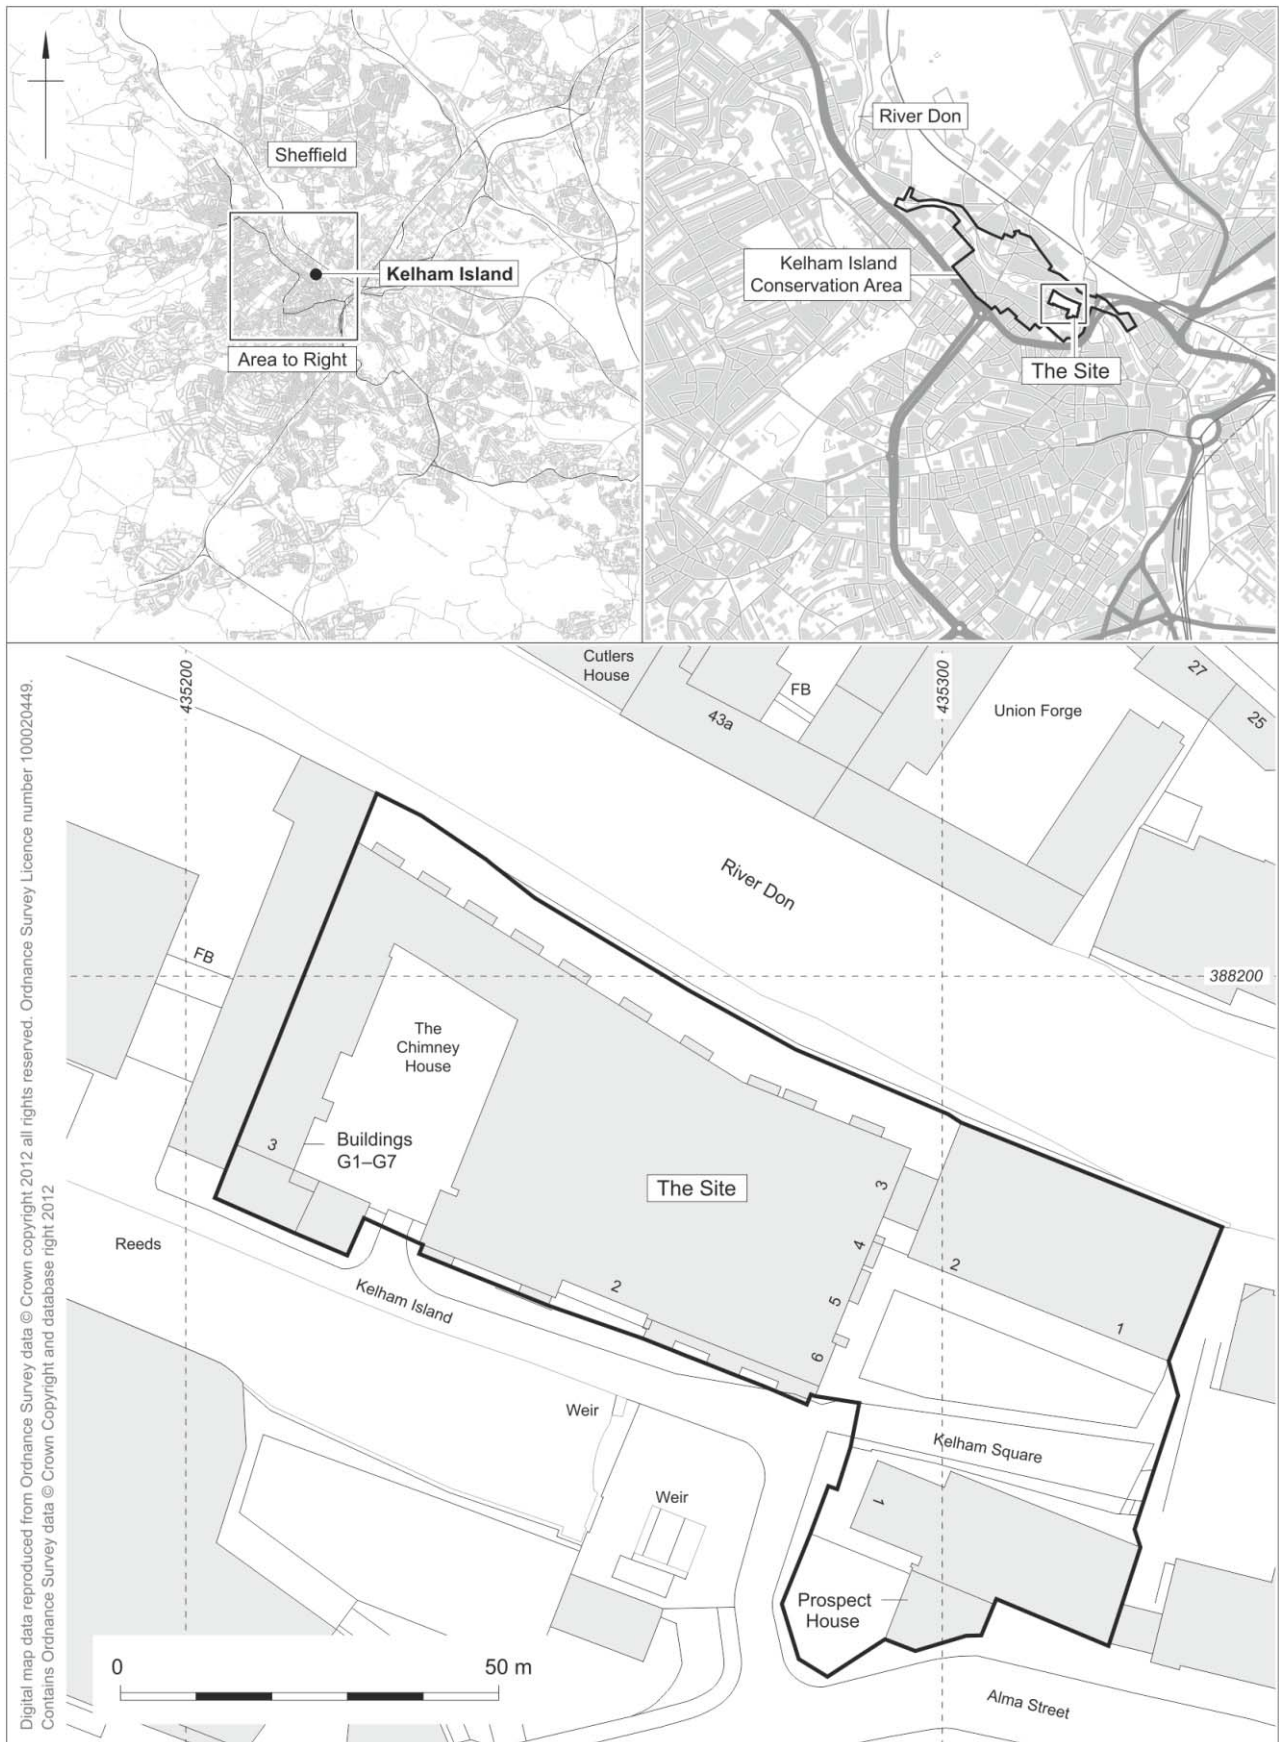 Sheffield
Kelham Island
Area to Right
River Don
Kelham Island
Conservation Area
The Site
Digital map data reproduced from Ordnance Survey data © Crown copyright 2012 all rights reserved. Ordnance Survey Licence number 100020449.
Contains Ordnance Survey data © Crown Copyright and database right 2012
435200
Cutlers
House
43a
FB
435300
Union Forge
27
25
River Don
FB
388200
The
Chimney
House
3
Buildings
G1–G7
The Site
3
4
5
6
2
2
1
Reeds
Kelham Island
Weir
Weir
Kelham Square
1
Prospect
House
Alma Street
0
50 m